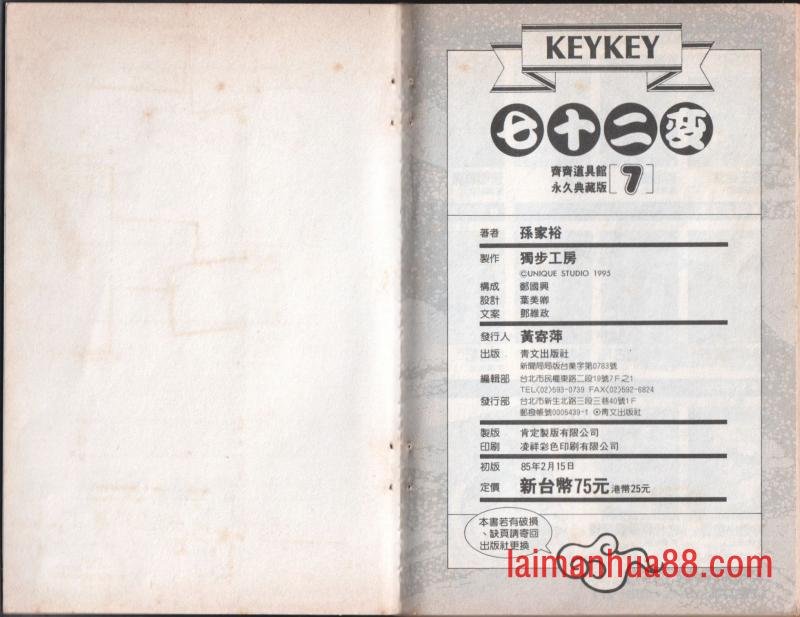 KEYKEY
七十二変
齊齊道具館
永久典藏版
[7]
著者 孫家裕
製作 獨步工房
©UNIQUE STUDIO 1995
構成 鄭國興
設計 葉美卿
文案 鄧維政
發行人 黃寄萍
出版 青文出版社
新聞局局版台業字第0783號
編輯部 台北市民權東路二段19號7F之1
TEL(02)593-0739 FAX(02)592-6824
發行部 台北市新生北路三段三巷40號1F
郵撥帳號0005439-1 ⊙青文出版社
製版 肯定製版有限公司
印刷 凌祥彩色印刷有限公司
初版 85年2月15日
定價 新台幣75元港幣25元
本書若有破損
、缺頁請寄回
出版社更換。
laimanhua88.com